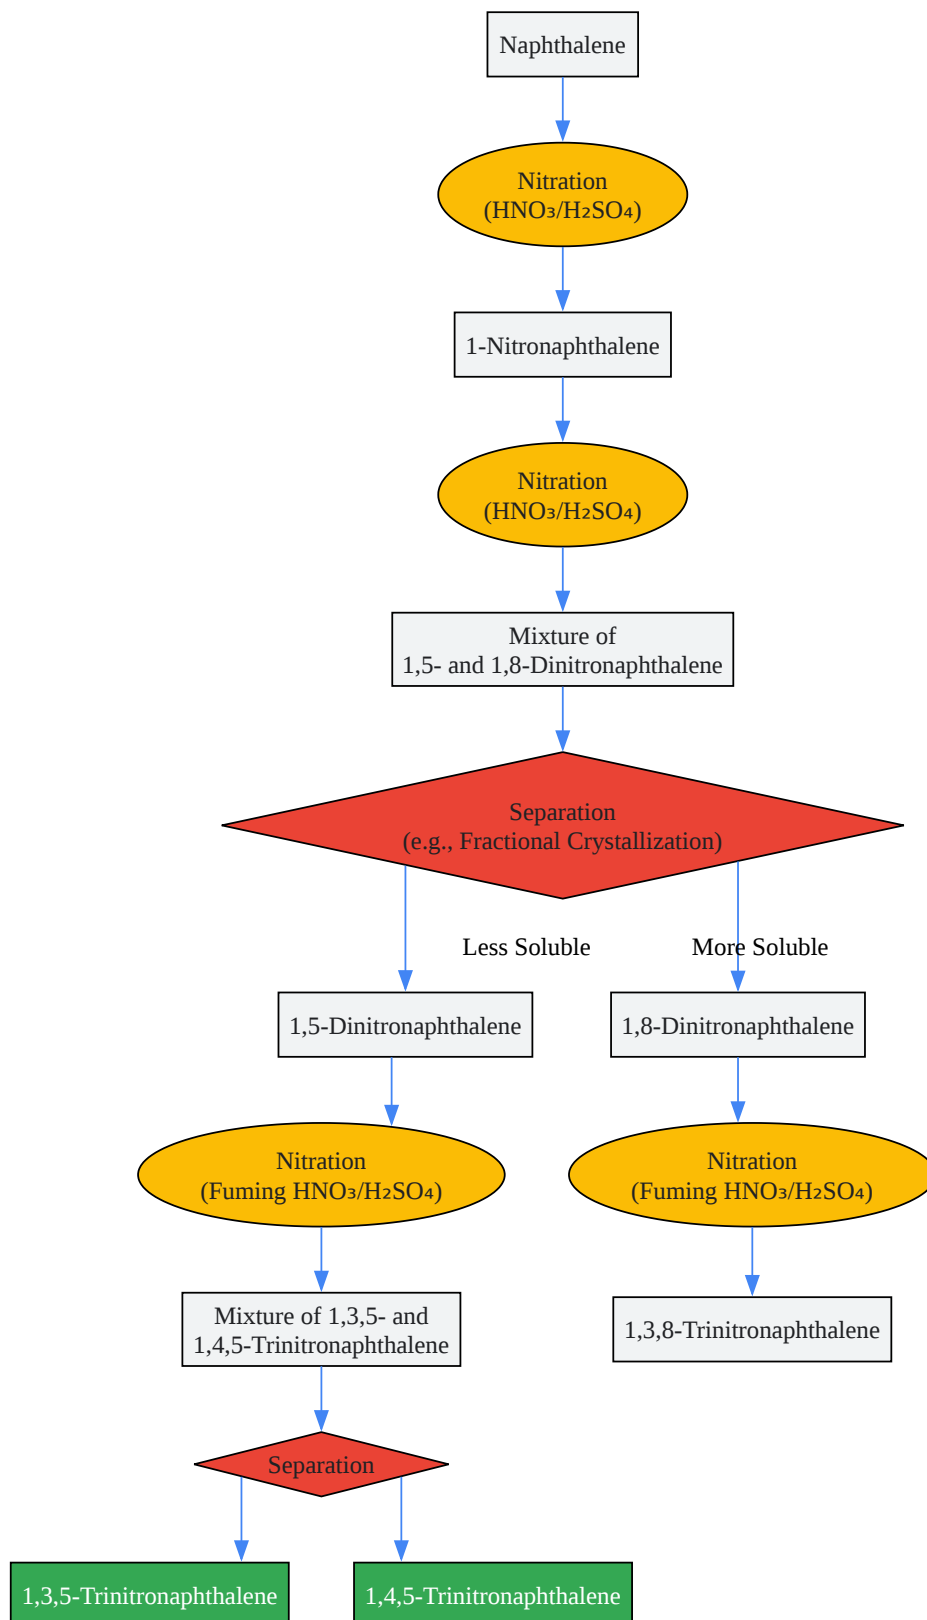 Naphthalene
Nitration
(HNO₃/H₂SO₄)
1-Nitronaphthalene
Nitration
(HNO₃/H₂SO₄)
Mixture of
1,5- and 1,8-Dinitronaphthalene
Separation
(e.g., Fractional Crystallization)
Less Soluble
More Soluble
1,5-Dinitronaphthalene
1,8-Dinitronaphthalene
Nitration
(Fuming HNO₃/H₂SO₄)
Nitration
(Fuming HNO₃/H₂SO₄)
Mixture of 1,3,5- and
1,4,5-Trinitronaphthalene
1,3,8-Trinitronaphthalene
Separation
1,3,5-Trinitronaphthalene
1,4,5-Trinitronaphthalene